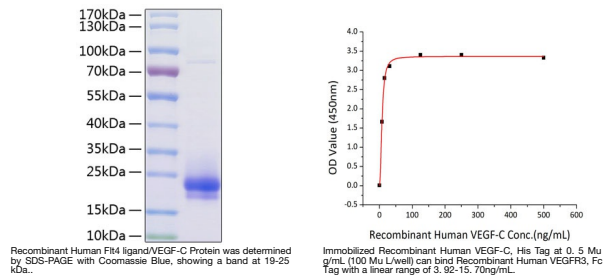 170kDa
130kDa
100kDa
70kDa
55kDa
40kDa
35kDa
25kDa
15kDa
10kDa
Recombinant Human Flt4 ligand/VEGF-C Protein was determined
by SDS-PAGE with Coomassie Blue, showing a band at 19-25
kDa..
4.0
3.5
3.0
2.5
2.0
1.5
1.0
0.5
0.0
-0.5
OD Value (450nm)
0 100 200 300 400 500 600
Recombinant Human VEGF-C Conc.(ng/mL)
Immobilized Recombinant Human VEGF-C, His Tag at 0. 5 Mu
g/mL (100 Mu L/well) can bind Recombinant Human VEGFR3, Fc
Tag with a linear range of 3. 92-15. 70ng/mL.